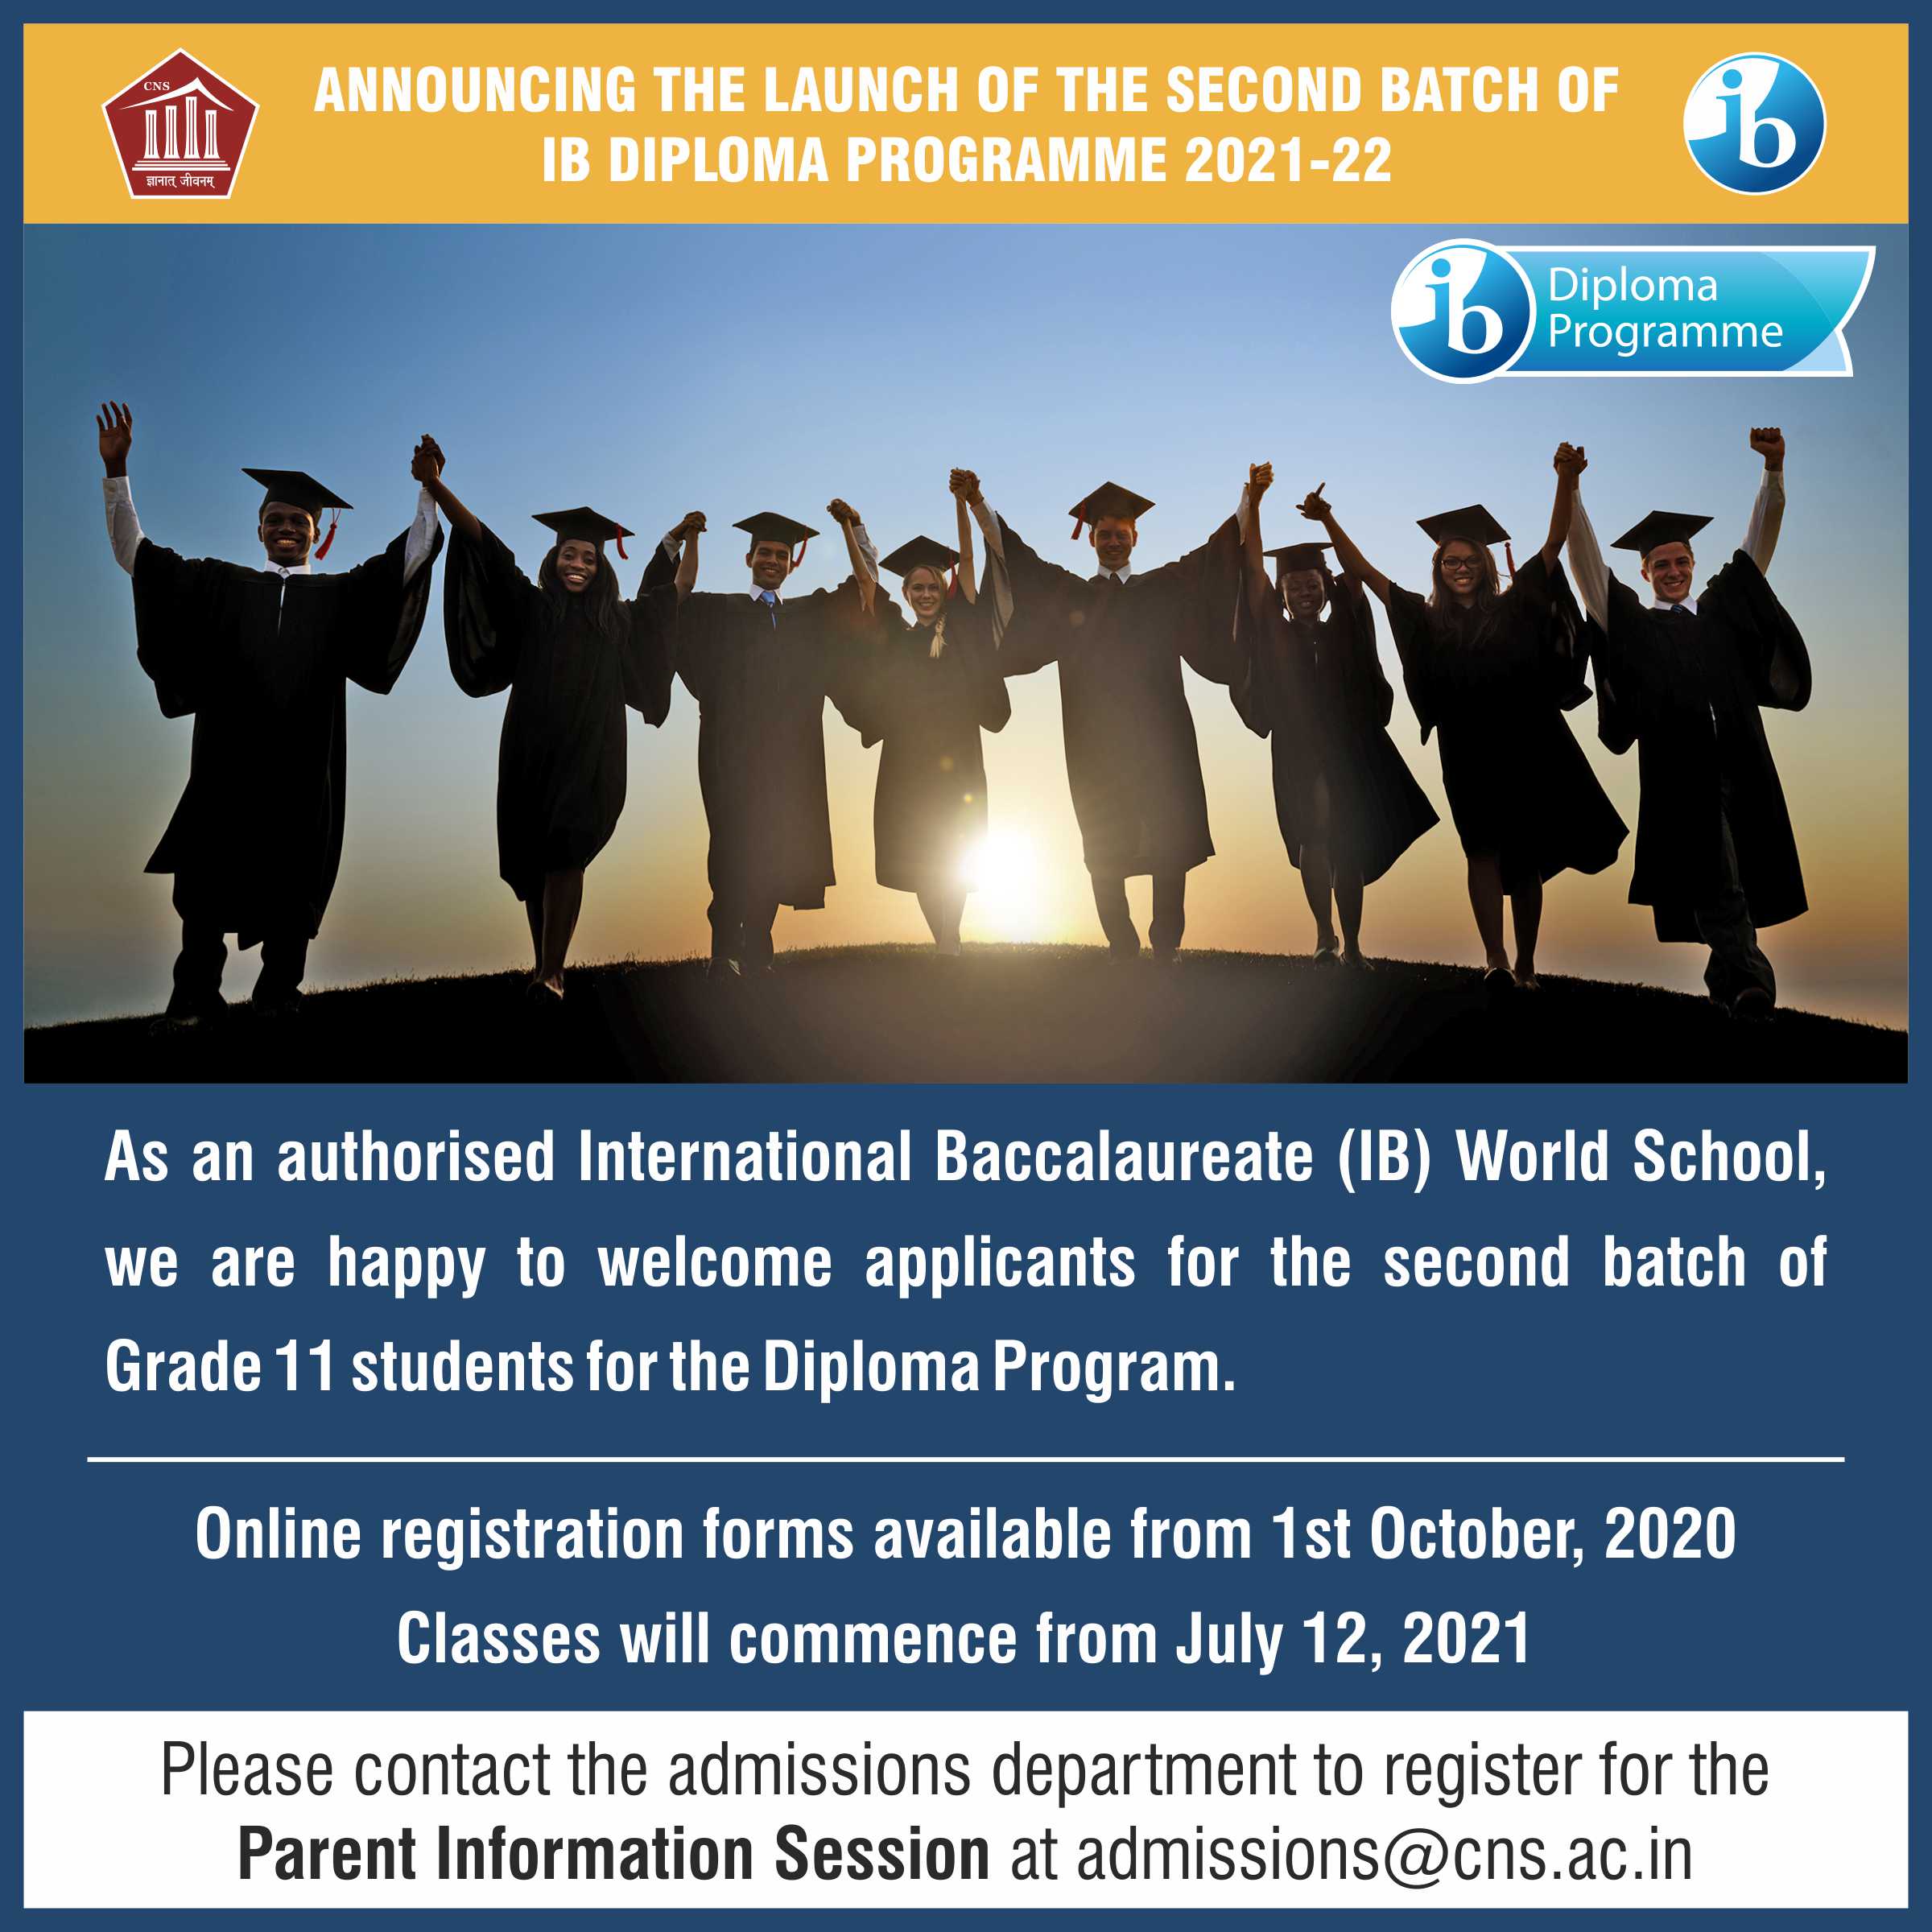 CNS
ज्ञानात् जीवनम्
ANNOUNCING THE LAUNCH OF THE SECOND BATCH OF
IB DIPLOMA PROGRAMME 2021-22
ib
ib
Diploma
Programme
As an authorised International Baccalaureate (IB) World School,
we are happy to welcome applicants for the second batch of
Grade 11 students for the Diploma Program.
Online registration forms available from 1st October, 2020
Classes will commence from July 12, 2021
Please contact the admissions department to register for the
Parent Information Session at admissions@cns.ac.in